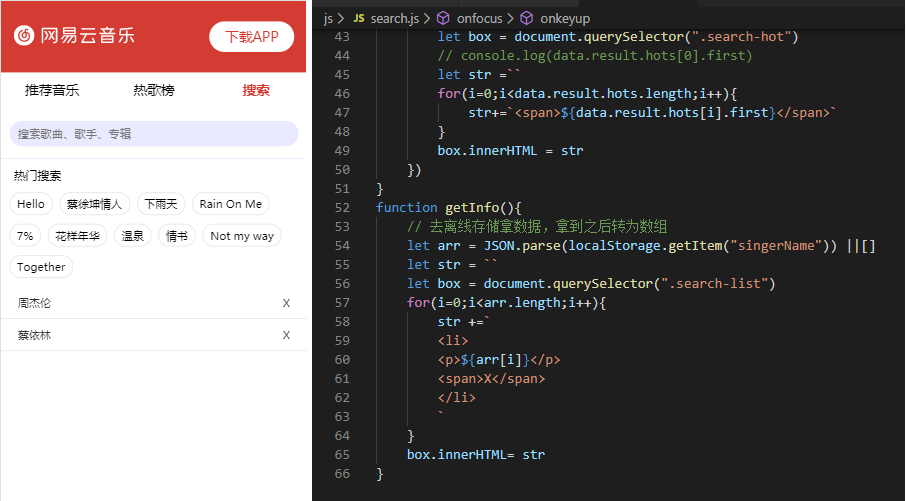 网易云音乐
下载APP
推荐音乐 热歌榜 搜索
搜索歌曲、歌手、专辑
热门搜索
Hello 蔡徐坤情人 下雨天 Rain On Me
7% 花样年华 温泉 情书 Not my way
Together
周杰伦 X
蔡依林 X
js > JS search.js > onfocus > onkeyup
43 let box = document.querySelector(".search-hot")
44 // console.log(data.result.hots[0].first)
45 let str =``
46 for(i=0;i<data.result.hots.length;i++){
47 str+=`<span>${data.result.hots[i].first}</span>`
48 }
49 box.innerHTML = str
50 })
51 }
52 function getInfo(){
53 // 去离线存储拿数据，拿到之后转为数组
54 let arr = JSON.parse(localStorage.getItem("singerName")) ||[]
55 let str = ``
56 let box = document.querySelector(".search-list")
57 for(i=0;i<arr.length;i++){
58 str +=`
59 <li>
60 <p>${arr[i]}</p>
61 <span>X</span>
62 </li>
63 `
64 }
65 box.innerHTML= str
66 }